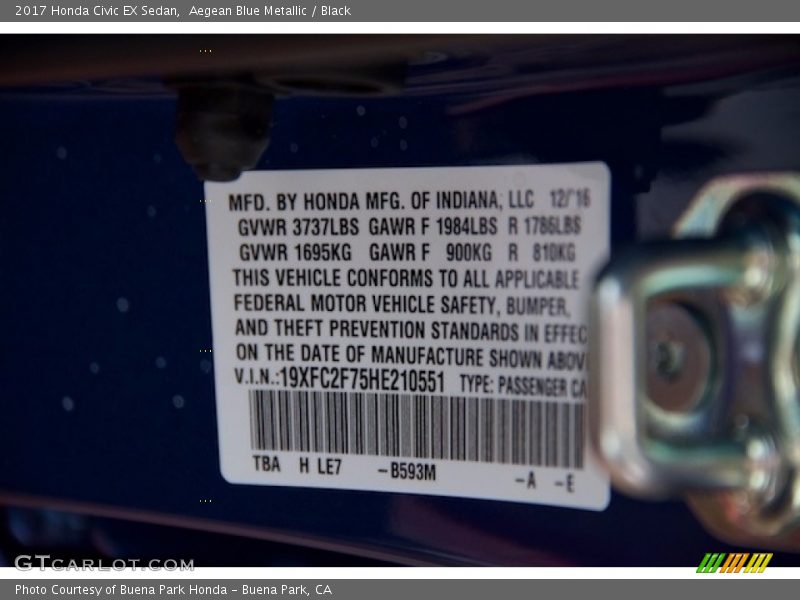 2017 Honda Civic EX Sedan, Aegean Blue Metallic / Black
MFD. BY HONDA MFG. OF INDIANA, LLC 12/16
GVWR 3737LBS GAWR F 1984LBS R 1786LBS
GVWR 1695KG GAWR F 900KG R 810KG
THIS VEHICLE CONFORMS TO ALL APPLICABLE
FEDERAL MOTOR VEHICLE SAFETY, BUMPER,
AND THEFT PREVENTION STANDARDS IN EFFEC
ON THE DATE OF MANUFACTURE SHOWN ABOV
V.I.N.:19XFC2F75HE210551 TYPE: PASSENGER CA
TBA H LE7 -B593M -A -E
GTCARLOT.COM
Photo Courtesy of Buena Park Honda - Buena Park, CA